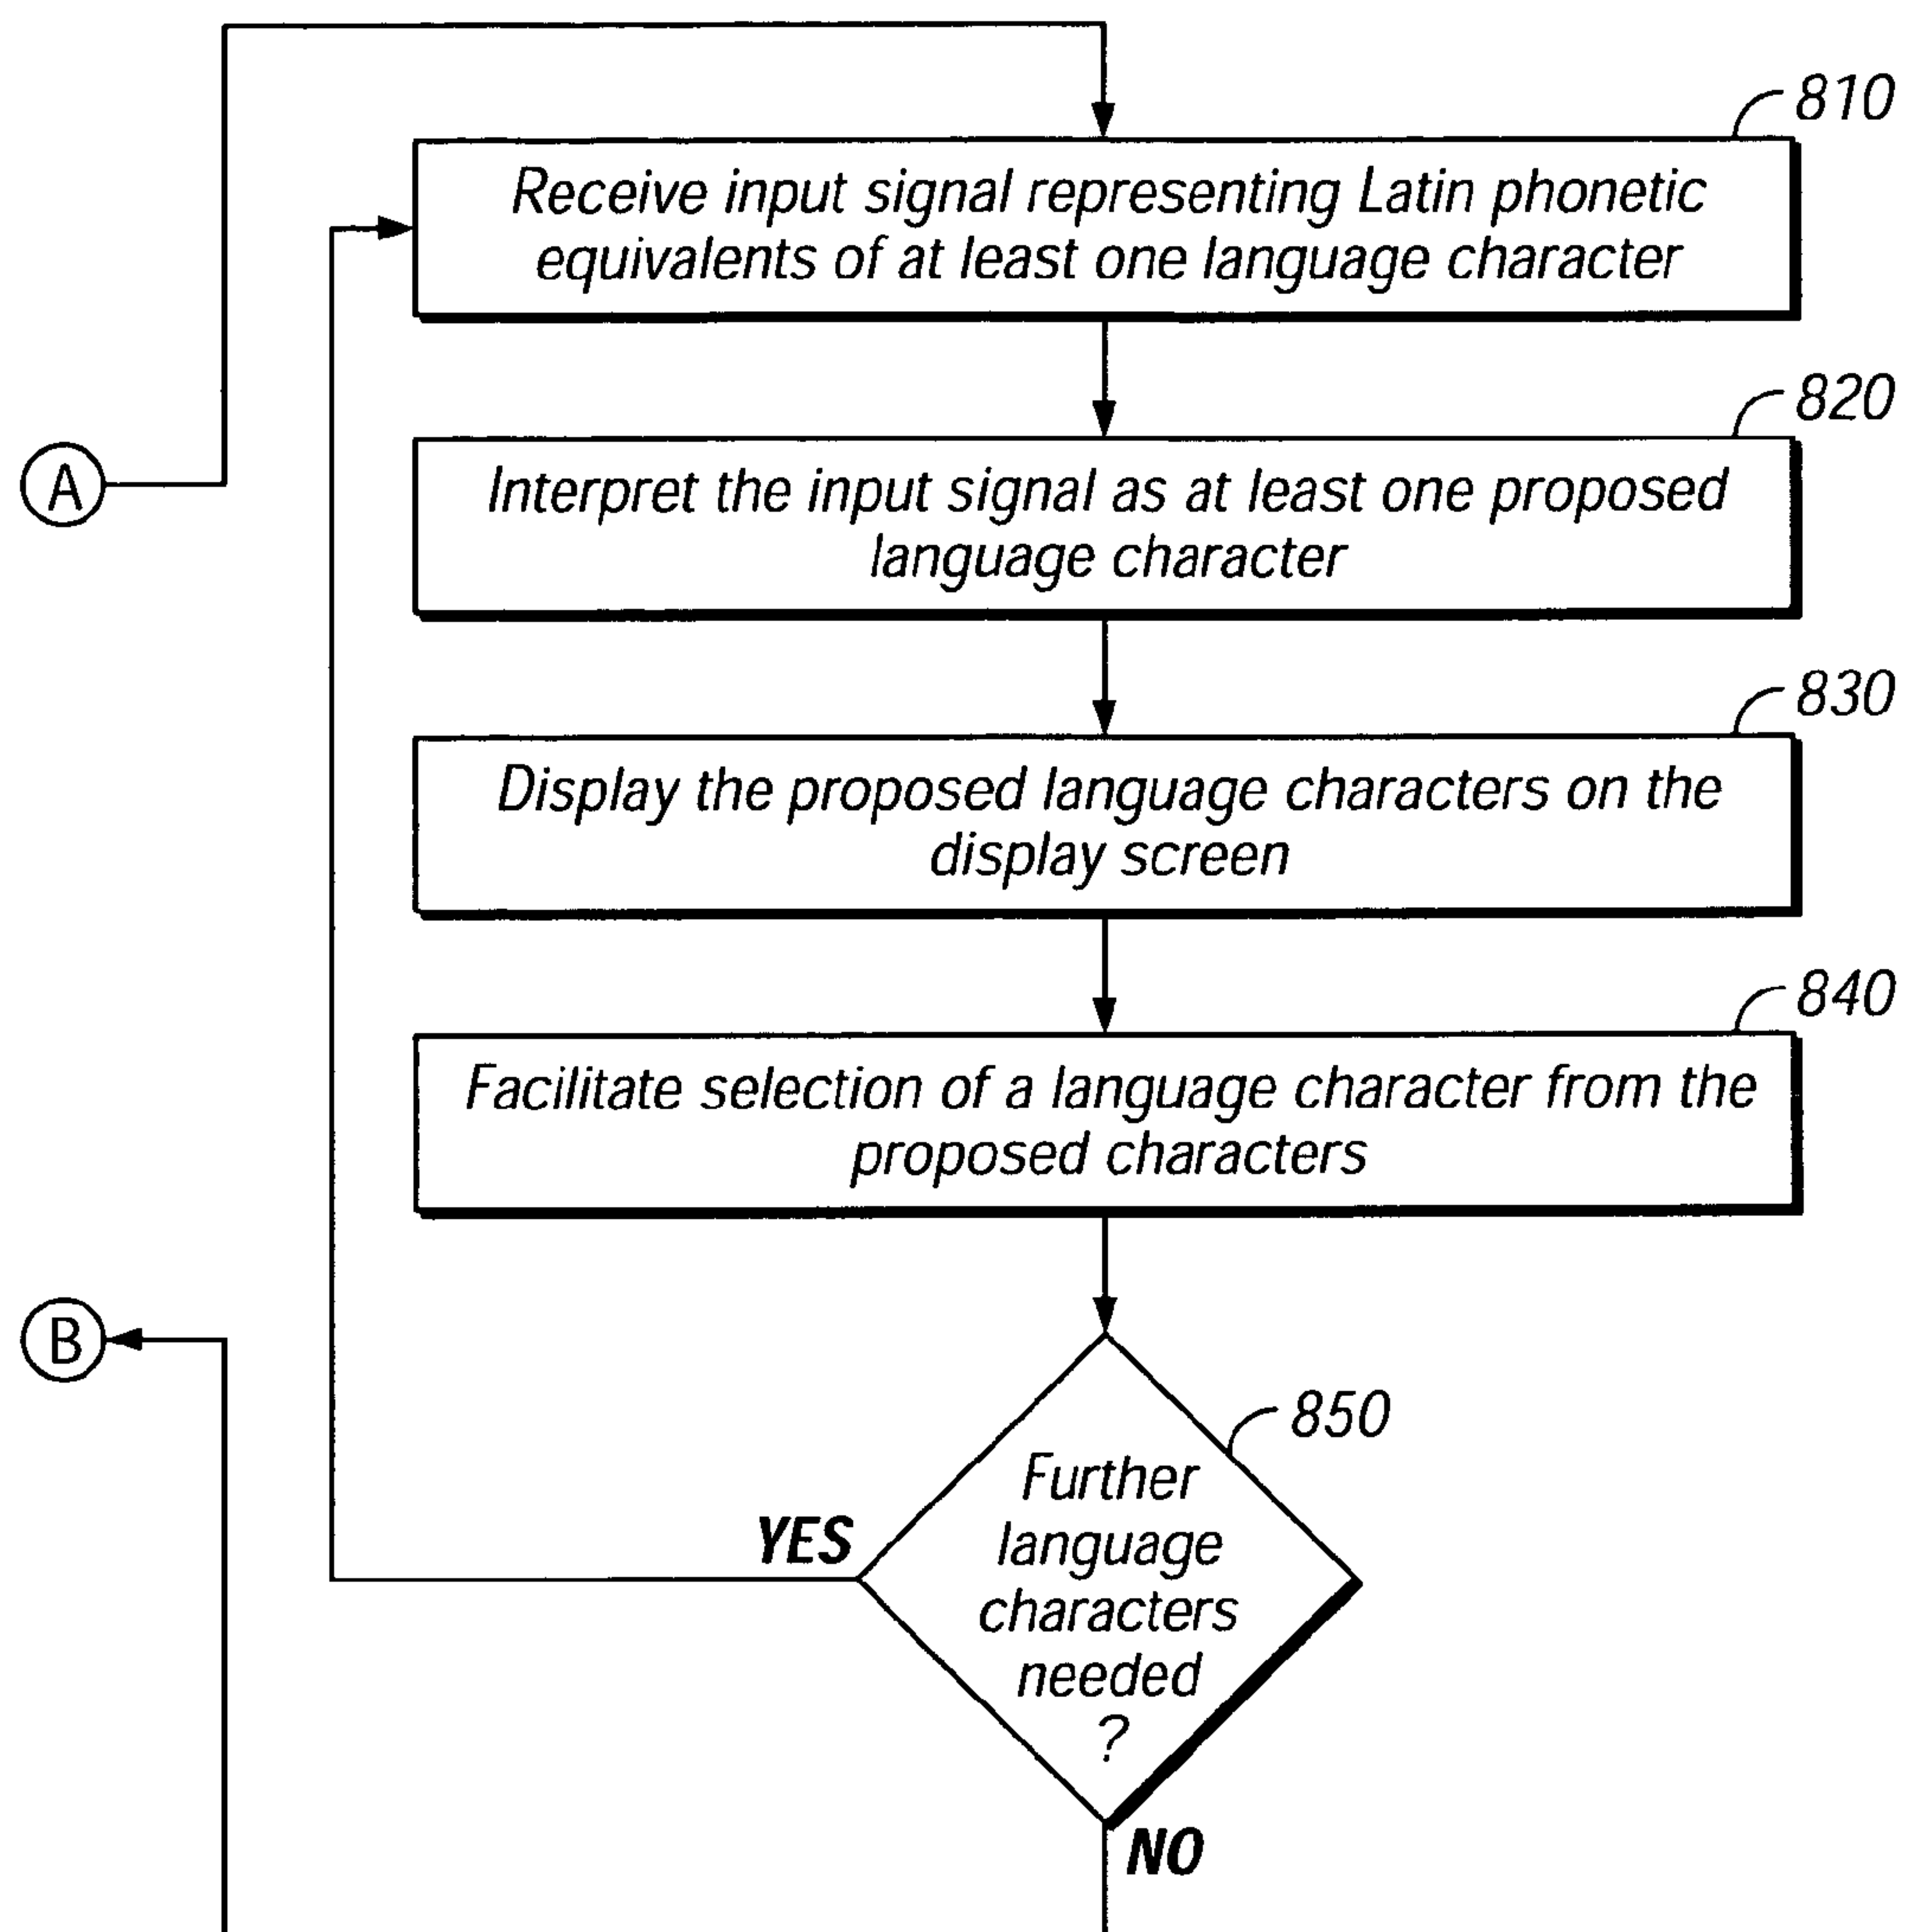 810
Receive input signal representing Latin phonetic
equivalents of at least one language character
820
A
Interpret the input signal as at least one proposed
language character
830
Display the proposed language characters on the
display screen
840
Facilitate selection of a language character from the
proposed characters
B
850
Further
language
characters
needed
?
YES
NO